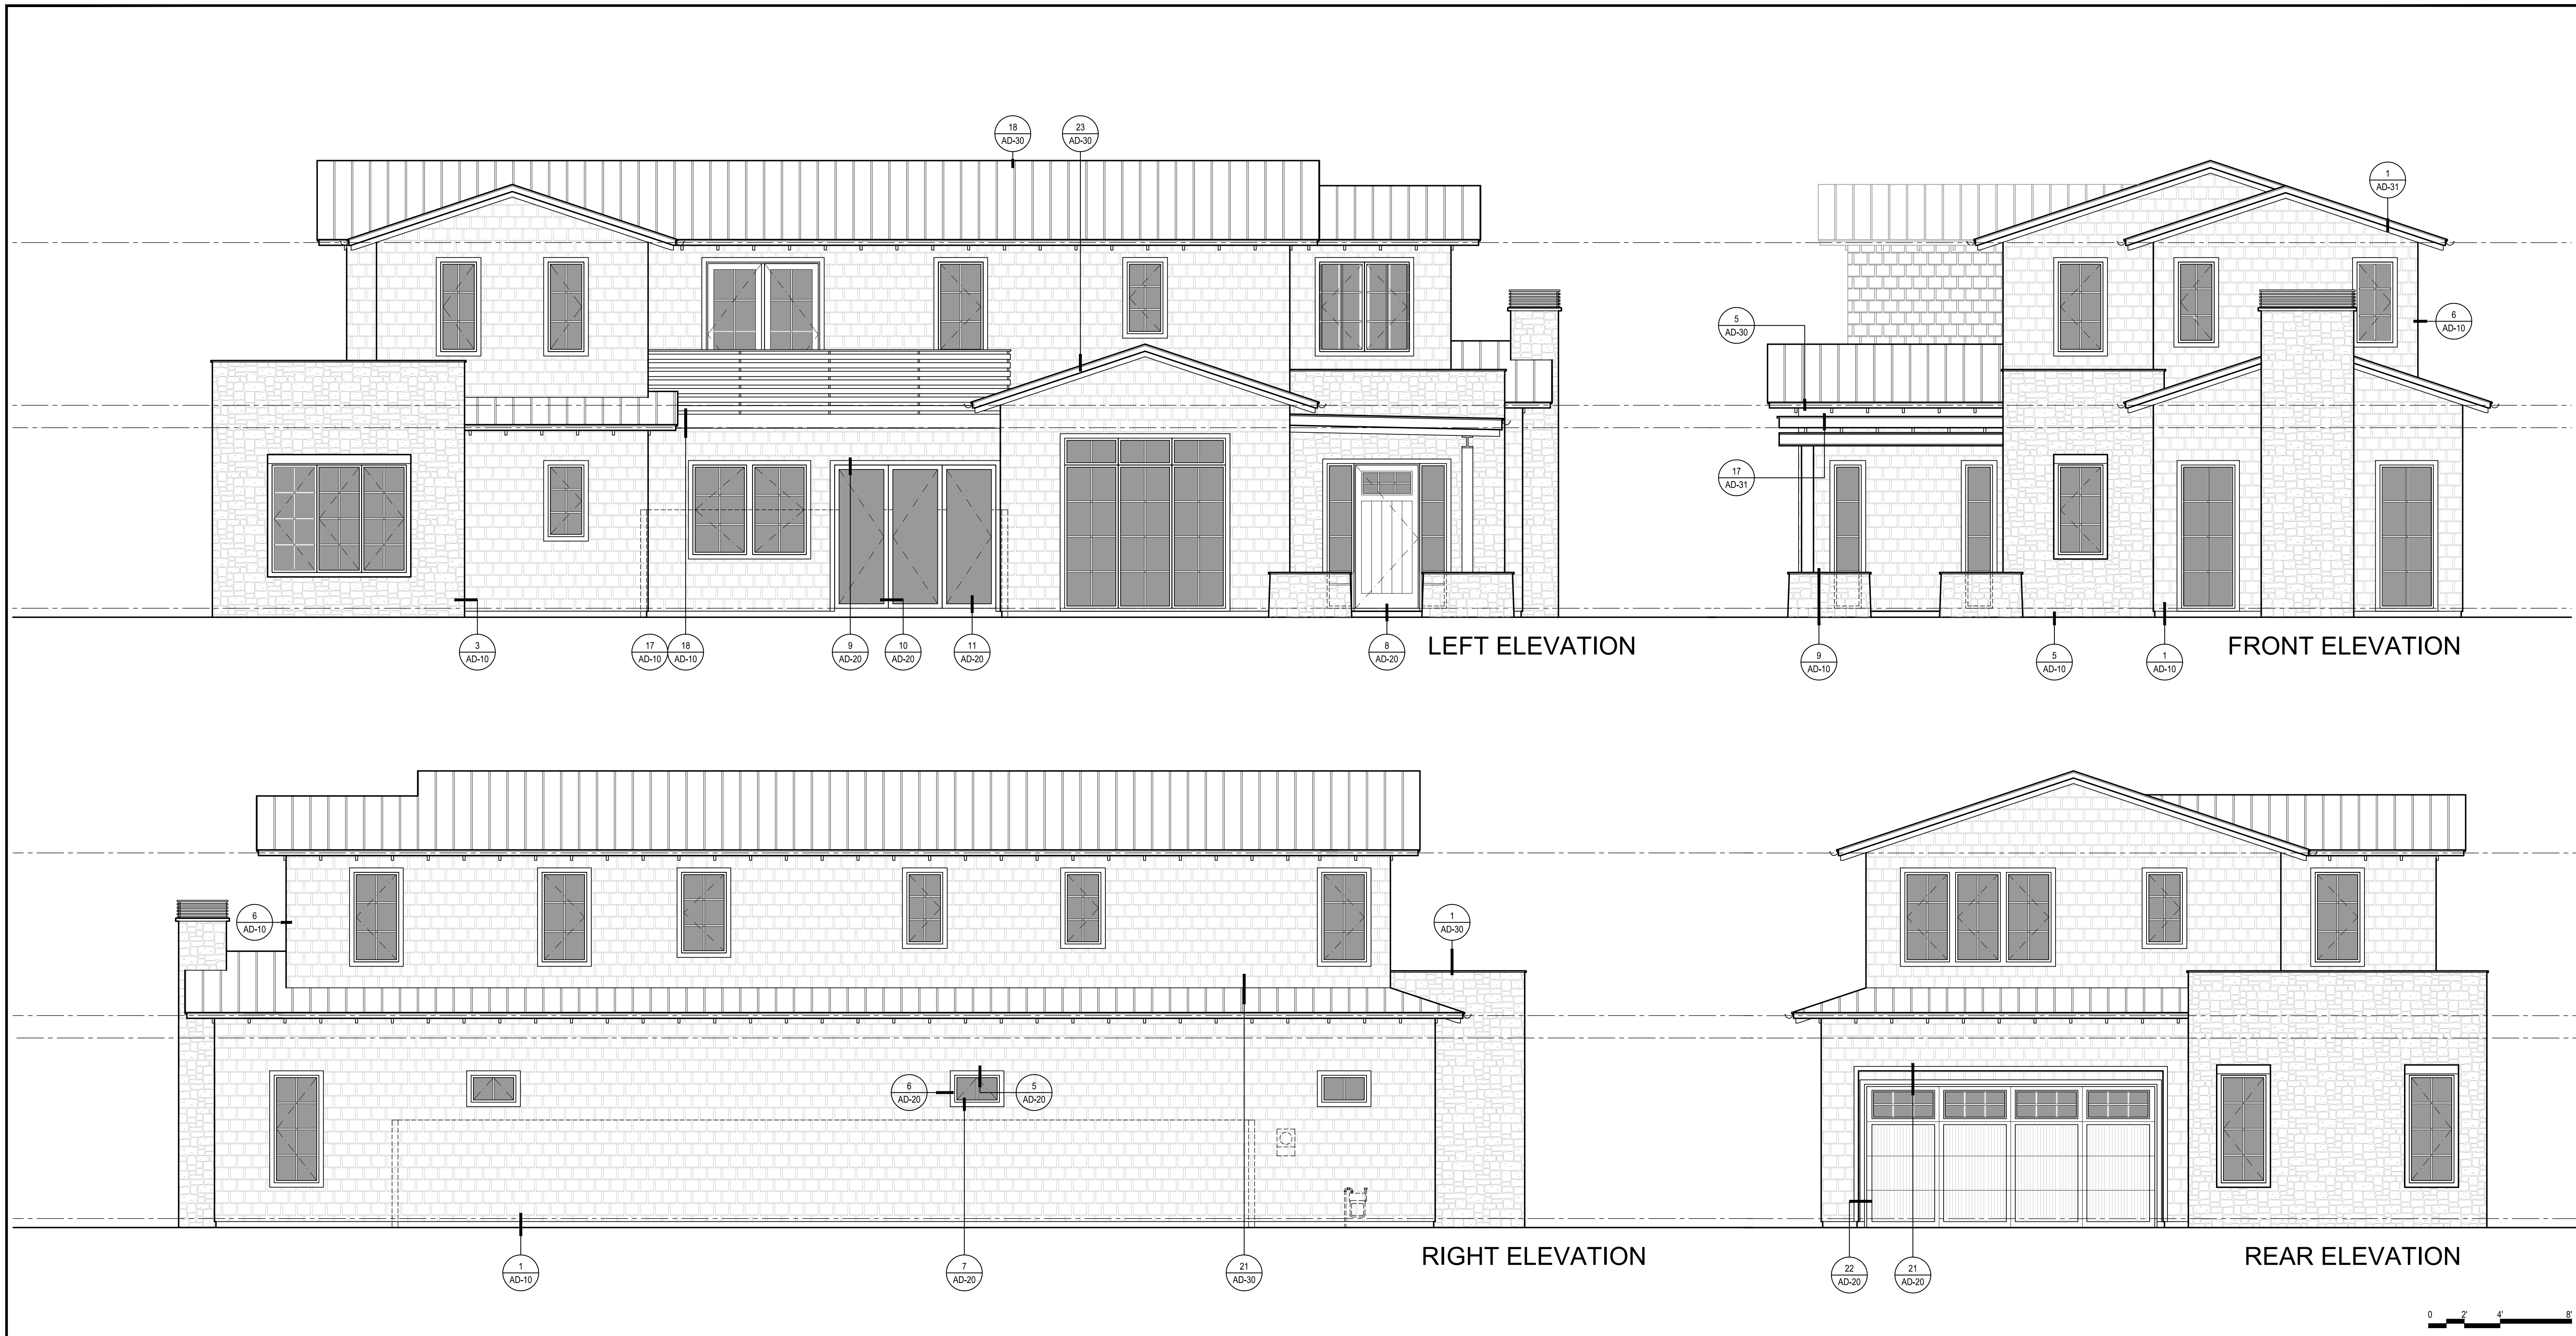 18
AD-30
23
AD-30
3
AD-10
17
AD-10
18
AD-10
9
AD-20
10
AD-20
11
AD-20
8
AD-20
LEFT ELEVATION
1
AD-31
5
AD-30
6
AD-10
17
AD-31
9
AD-10
5
AD-10
1
AD-10
FRONT ELEVATION
6
AD-10
1
AD-30
6
AD-20
5
AD-20
1
AD-10
7
AD-20
21
AD-30
RIGHT ELEVATION
22
AD-20
21
AD-20
REAR ELEVATION
0 2' 4' 8'